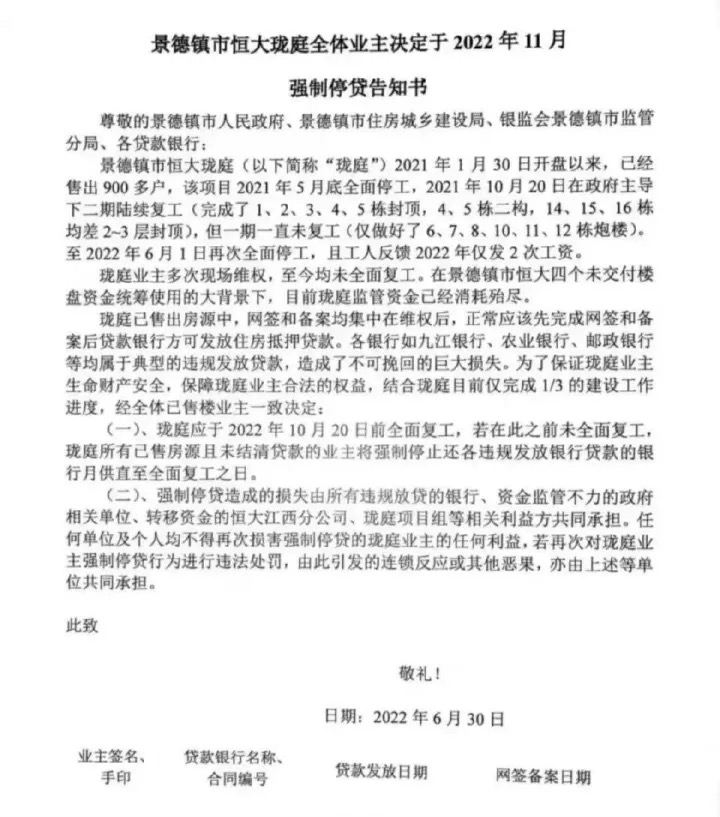 景德镇市恒大珑庭全体业主决定于 2022 年 11 月
强制停贷告知书
尊敬的景德镇市人民政府、景德镇市住房城乡建设局、银监会景德镇市监管
分局、各贷款银行：
景德镇市恒大珑庭（以下简称“珑庭”）2021 年 1 月 30 日开盘以来，已经
售出 900 多户，该项目 2021 年 5 月底全面停工，2021 年 10 月 20 日在政府主导
下二期陆续复工（完成了 1、2、3、4、5 栋封顶，4、5 栋二构，14、15、16 栋
均差 2~3 层封顶），但一期一直未复工（仅做好了 6、7、8、10、11、12 栋炮楼）。
至 2022 年 6 月 1 日再次全面停工，且工人反馈 2022 年仅发 2 次工资。
珑庭业主多次现场维权，至今均未全面复工。在景德镇市恒大四个未交付楼
盘资金统筹使用的大背景下，目前珑庭监管资金已经消耗殆尽。
珑庭已售出房源中，网签和备案均集中在维权后，正常应该先完成网签和备
案后贷款银行方可发放住房抵押贷款。各银行如九江银行、农业银行、邮政银行
等均属于典型的违规发放贷款，造成了不可挽回的巨大损失。为了保证珑庭业主
生命财产安全，保障珑庭业主合法的权益，结合珑庭目前仅完成 1/3 的建设工作
进度，经全体已售楼业主一致决定：
（一）、珑庭应于 2022 年 10 月 20 日前全面复工，若在此之前未全面复工，
珑庭所有已售房源且未结清贷款的业主将强制停止还各违规发放银行贷款的银
行月供直至全面复工之日。
（二）、强制停贷造成的损失由所有违规放贷的银行、资金监管不力的政府
相关单位、转移资金的恒大江西分公司、珑庭项目组等相关利益方共同承担。任
何单位及个人均不得再次损害强制停贷的珑庭业主的任何利益，若再次对珑庭业
主强制停贷行为进行违法处罚，由此引发的连锁反应或其他恶果，亦由上述等单
位共同承担。
此致
敬礼！
日期：2022 年 6 月 30 日
业主签名、 贷款银行名称、 贷款发放日期 网签备案日期
手印 合同编号